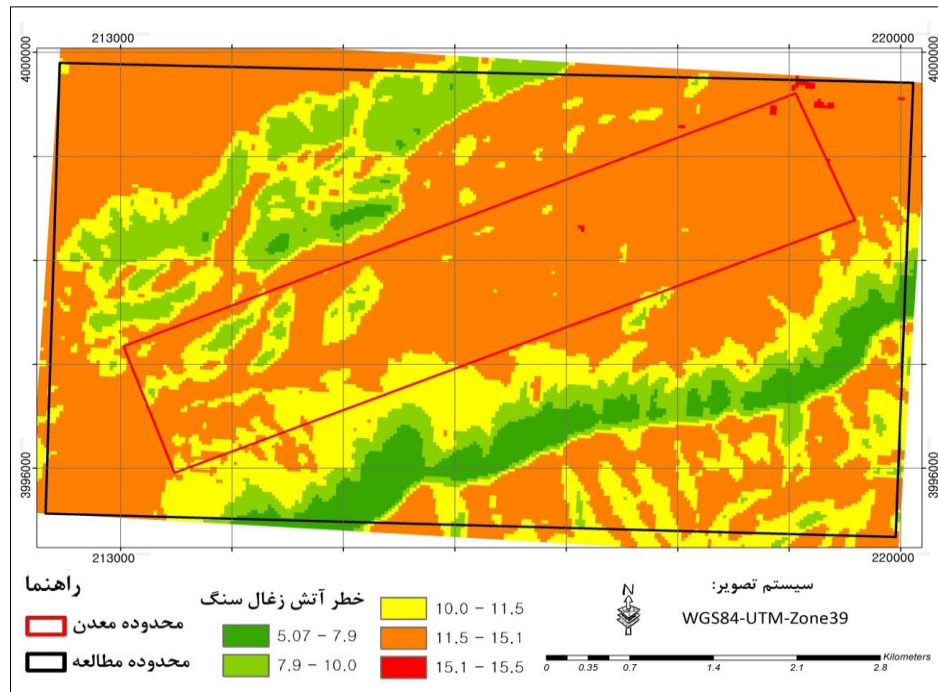 213000
220000
4000000
4000000
3996000
3996000
213000
220000
راهنما
محدوده معدن
محدوده مطالعه
خطر آتش زغال سنگ
5.07 - 7.9
7.9 - 10.0
10.0 - 11.5
11.5 - 15.1
15.1 - 15.5
N
سیستم تصویر:
WGS84-UTM-Zone39
Kilometers
0 0.35 0.7 1.4 2.1 2.8